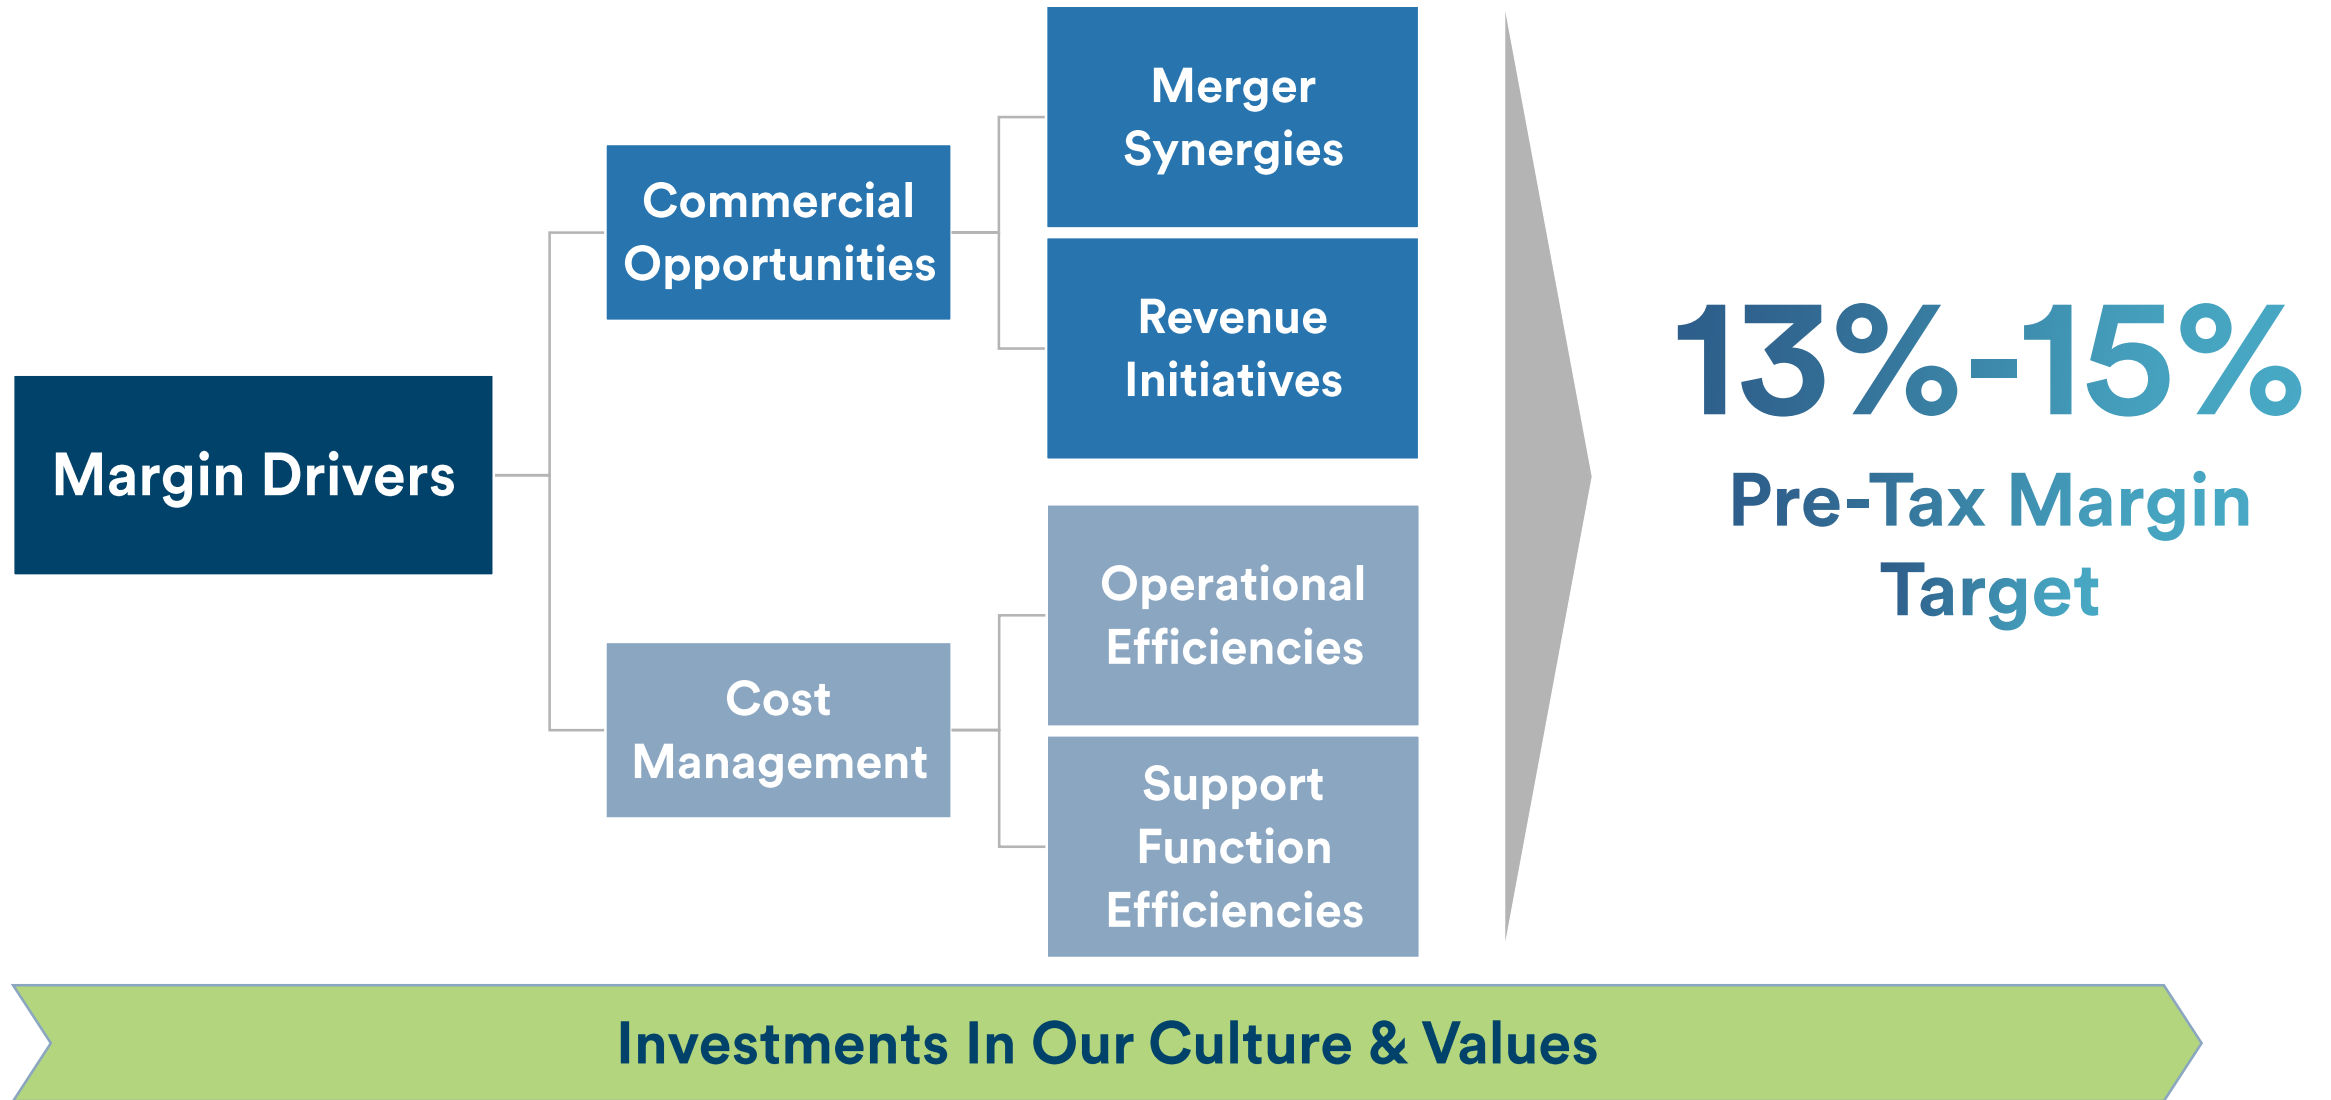 Margin Drivers
Commercial
Opportunities
Merger
Synergies
Revenue
Initiatives
Cost
Management
Operational
Efficiencies
Support
Function
Efficiencies
13%-15%
Pre-Tax Margin
Target
Investments In Our Culture & Values